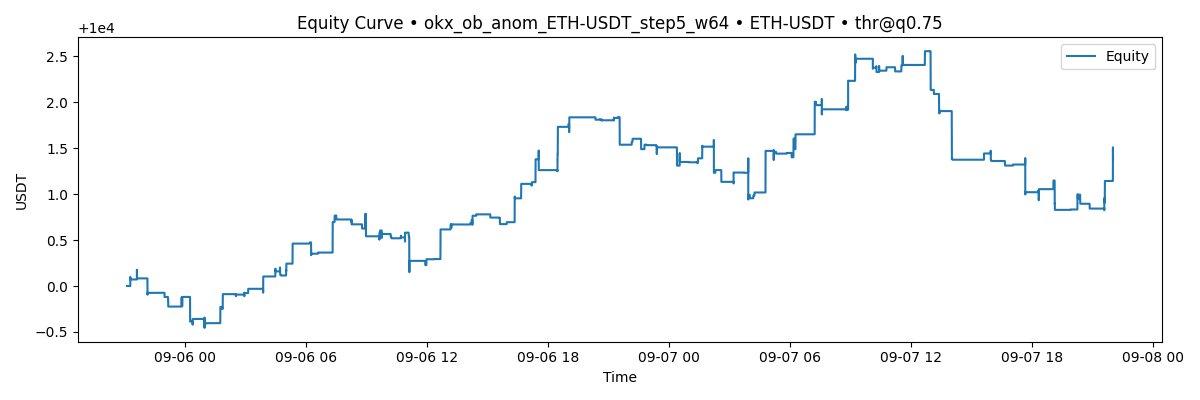 Equity Curve • okx_ob_anom_ETH-USDT_step5_w64 • ETH-USDT • thr@q0.75
+1e4
Equity
2.5
2.0
1.5
1.0
0.5
0.0
−0.5
USDT
09-06 00 09-06 06 09-06 12 09-06 18 09-07 00 09-07 06 09-07 12 09-07 18 09-08 00
Time